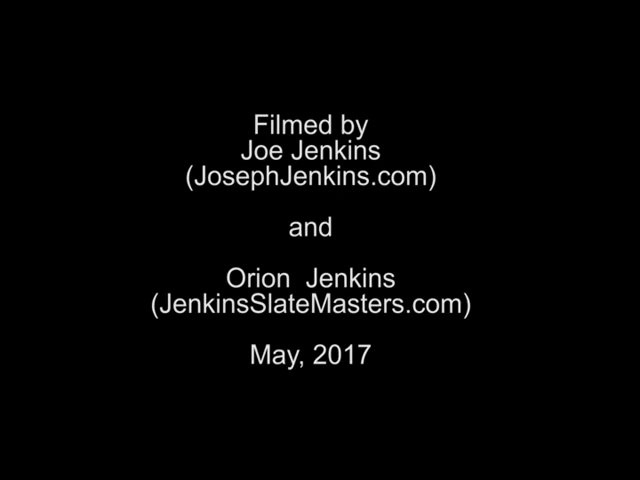 Filmed by
Joe Jenkins
(JosephJenkins.com)
and
Orion  Jenkins
(JenkinsSlateMasters.com)
May, 2017